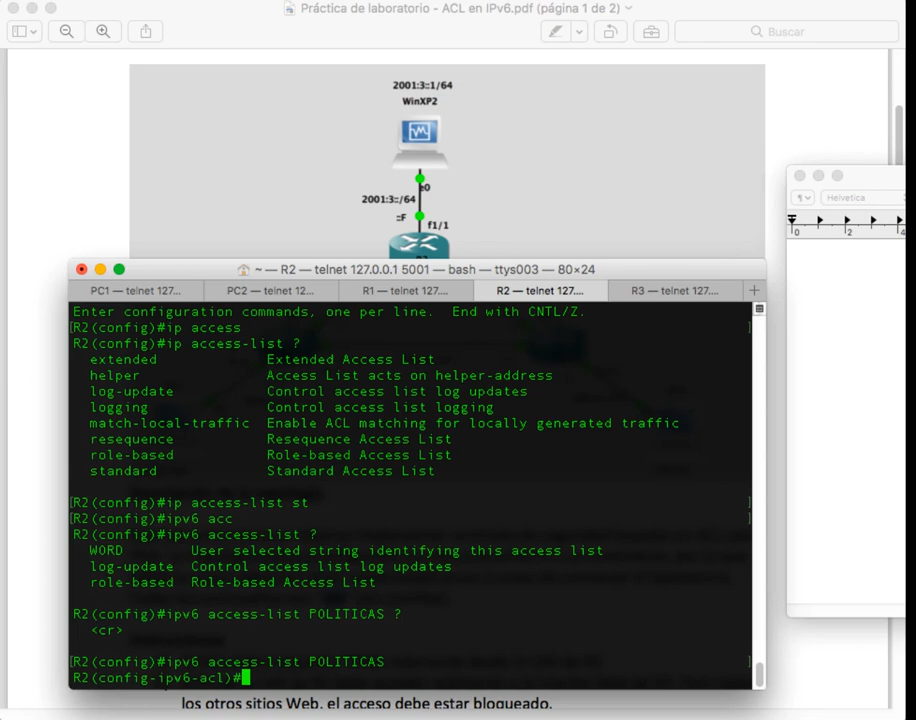 Práctica de laboratorio - ACL en IPv6.pdf (página 1 de 2)
Buscar
2001:3::1/64
WinXP2
e0
2001:3::/64
::F
f1/1
Helvetica
0 2 4
~ — R2 — telnet 127.0.0.1 5001 — bash — ttys003 — 80×24
PC1 — telnet 127... PC2 — telnet 12... R1 — telnet 127.... R2 — telnet 127.... R3 — telnet 127....
Enter configuration commands, one per line. End with CNTL/Z.
[R2(config)#ip access ]
R2(config)#ip access-list ?
extended Extended Access List
helper Access List acts on helper-address
log-update Control access list log updates
logging Control access list logging
match-local-traffic Enable ACL matching for locally generated traffic
resequence Resequence Access List
role-based Role-based Access List
standard Standard Access List
[R2(config)#ip access-list st ]
[R2(config)#ipv6 acc ]
R2(config)#ipv6 access-list ?
WORD User selected string identifying this access list
log-update Control access list log updates
role-based Role-based Access List
R2(config)#ipv6 access-list POLITICAS ?
<cr>
[R2(config)#ipv6 access-list POLITICAS ]
R2(config-ipv6-acl)#
los otros sitios Web, el acceso debe estar bloqueado.